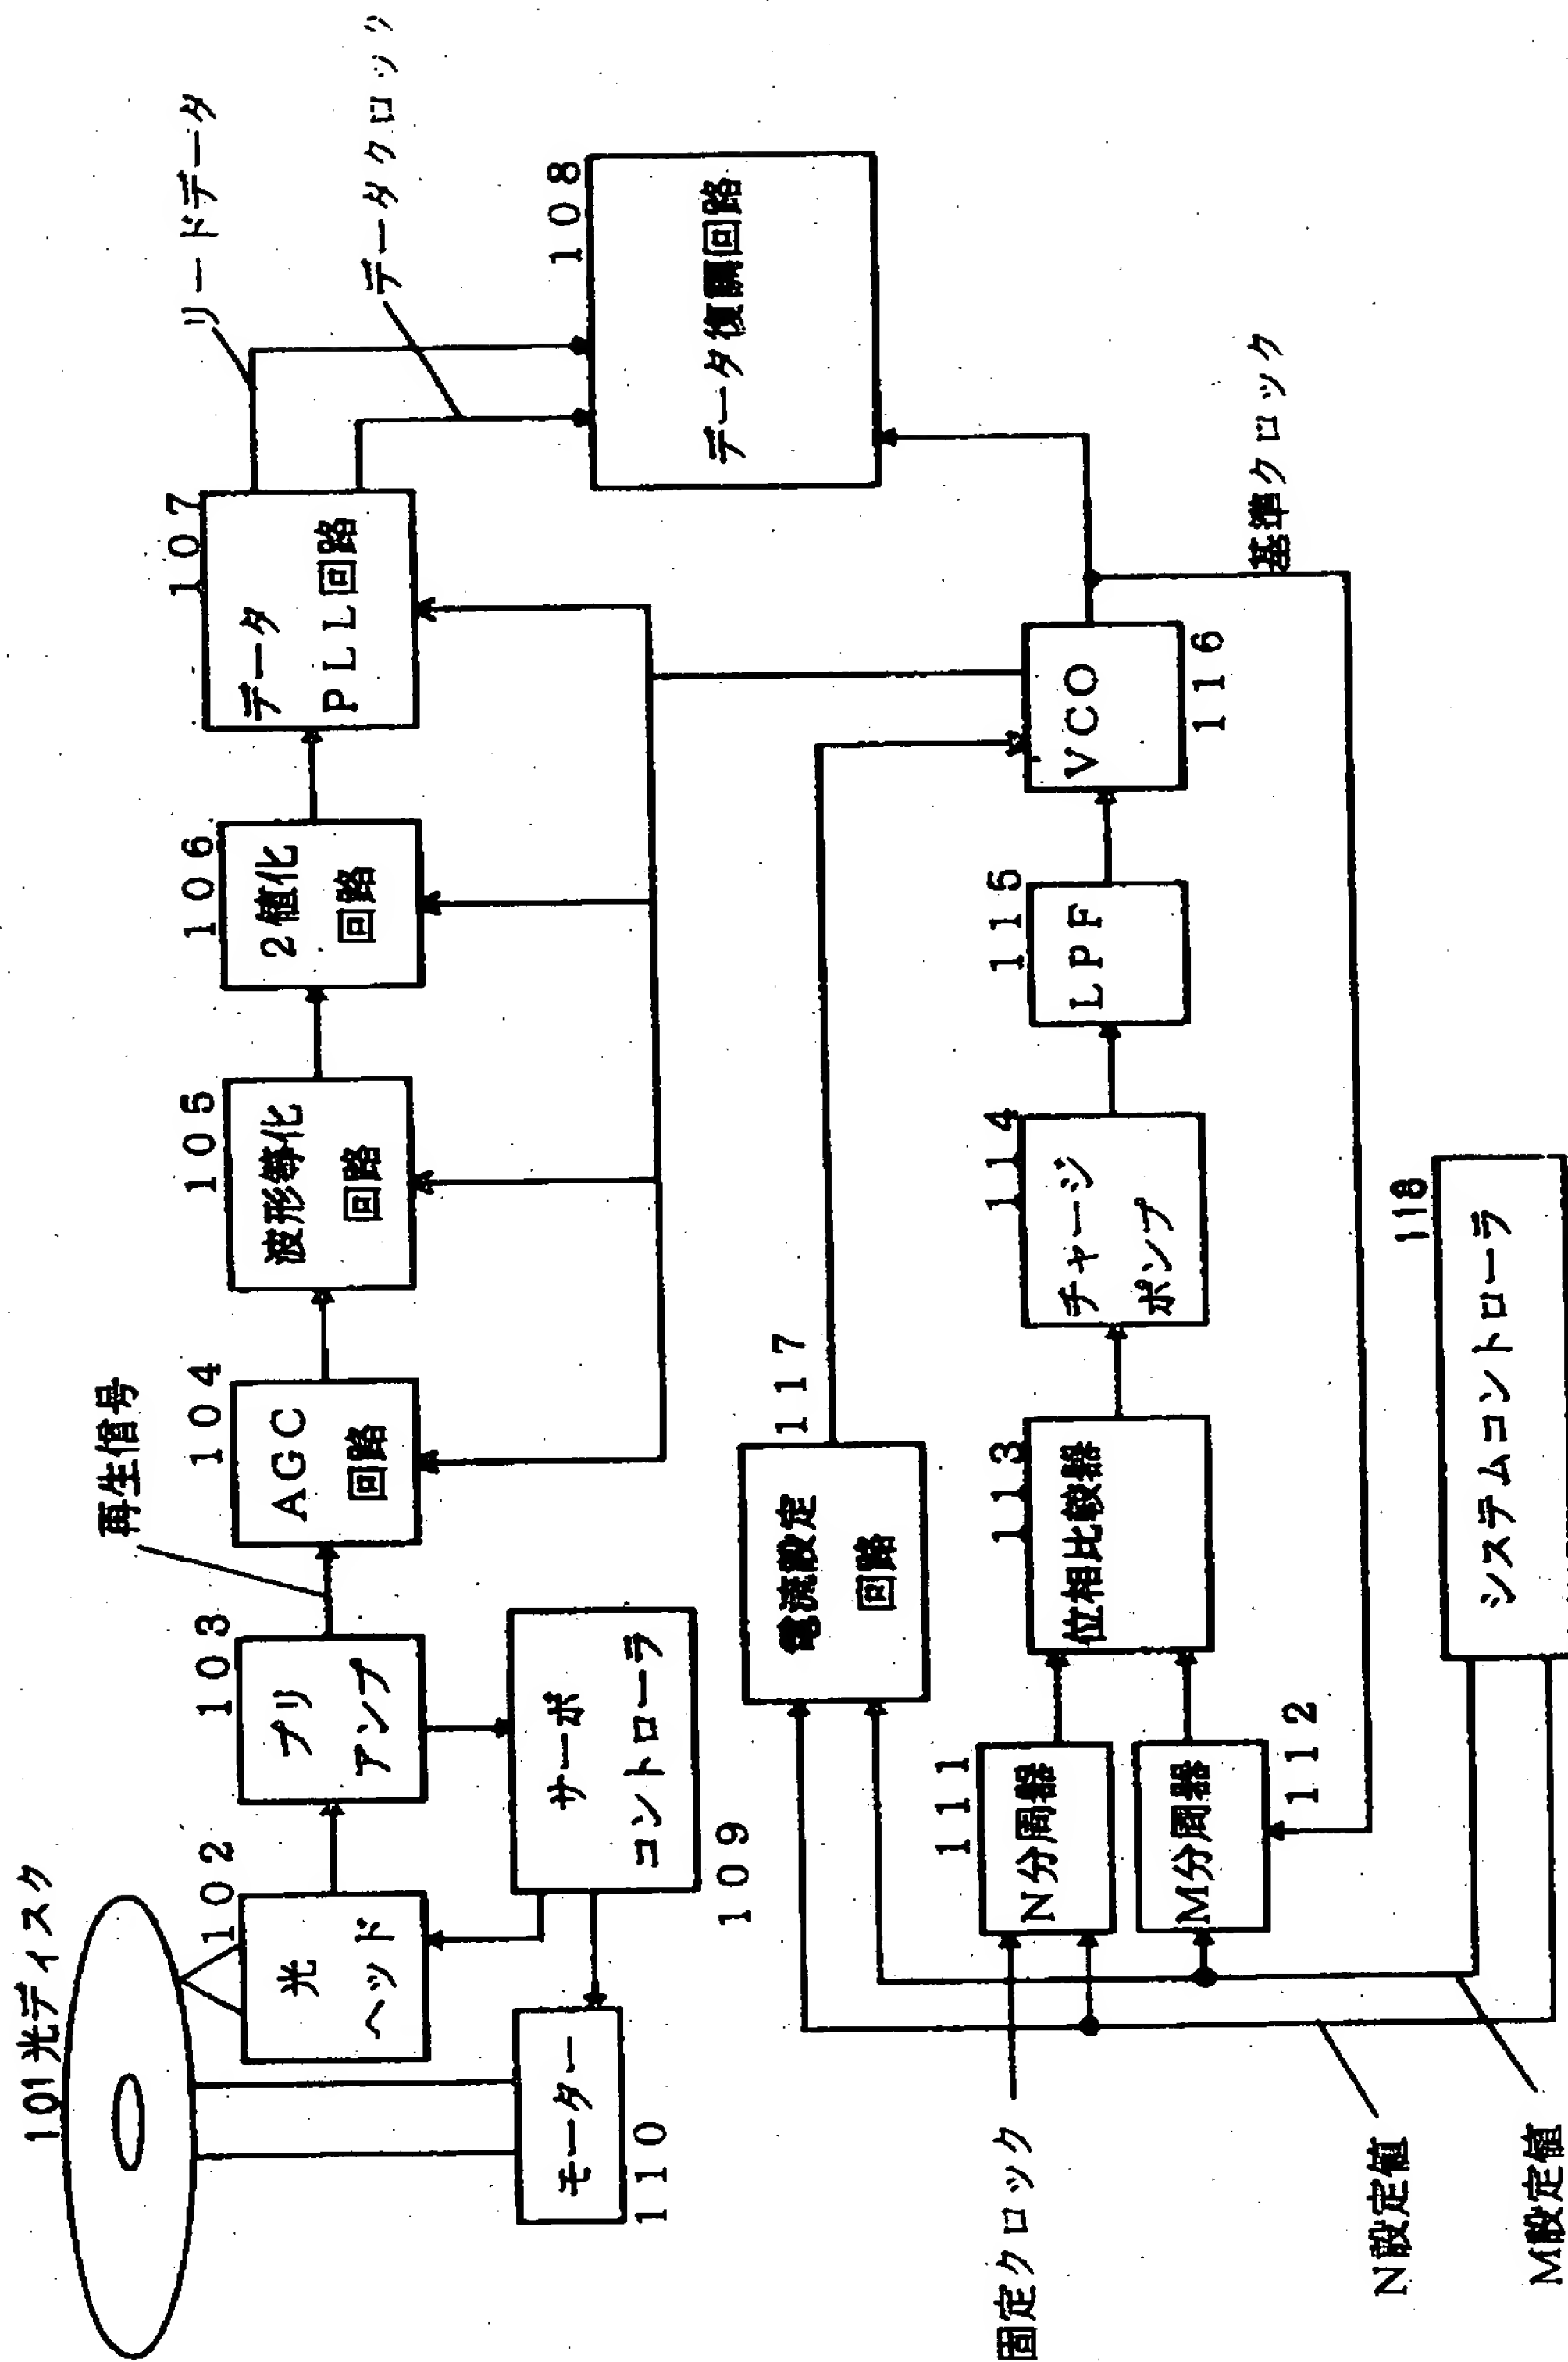 101光ディスク
102
光
ヘッド
103
プリ
アンプ
再生信号
104
AGC
回路
105
波形等化
回路
106
2値化
回路
107
データ
PLL回路
リードデータ
データクロック
108
データ復調回路
サーボ
コントローラ
109
モーター
110
117
電流設定
回路
固定クロック
111
N分周器
M分周器
112
113
位相比較器
114
チャージ
ポンプ
115
LPF
VCO
116
基準クロック
118
システムコントローラ
N設定値
M設定値